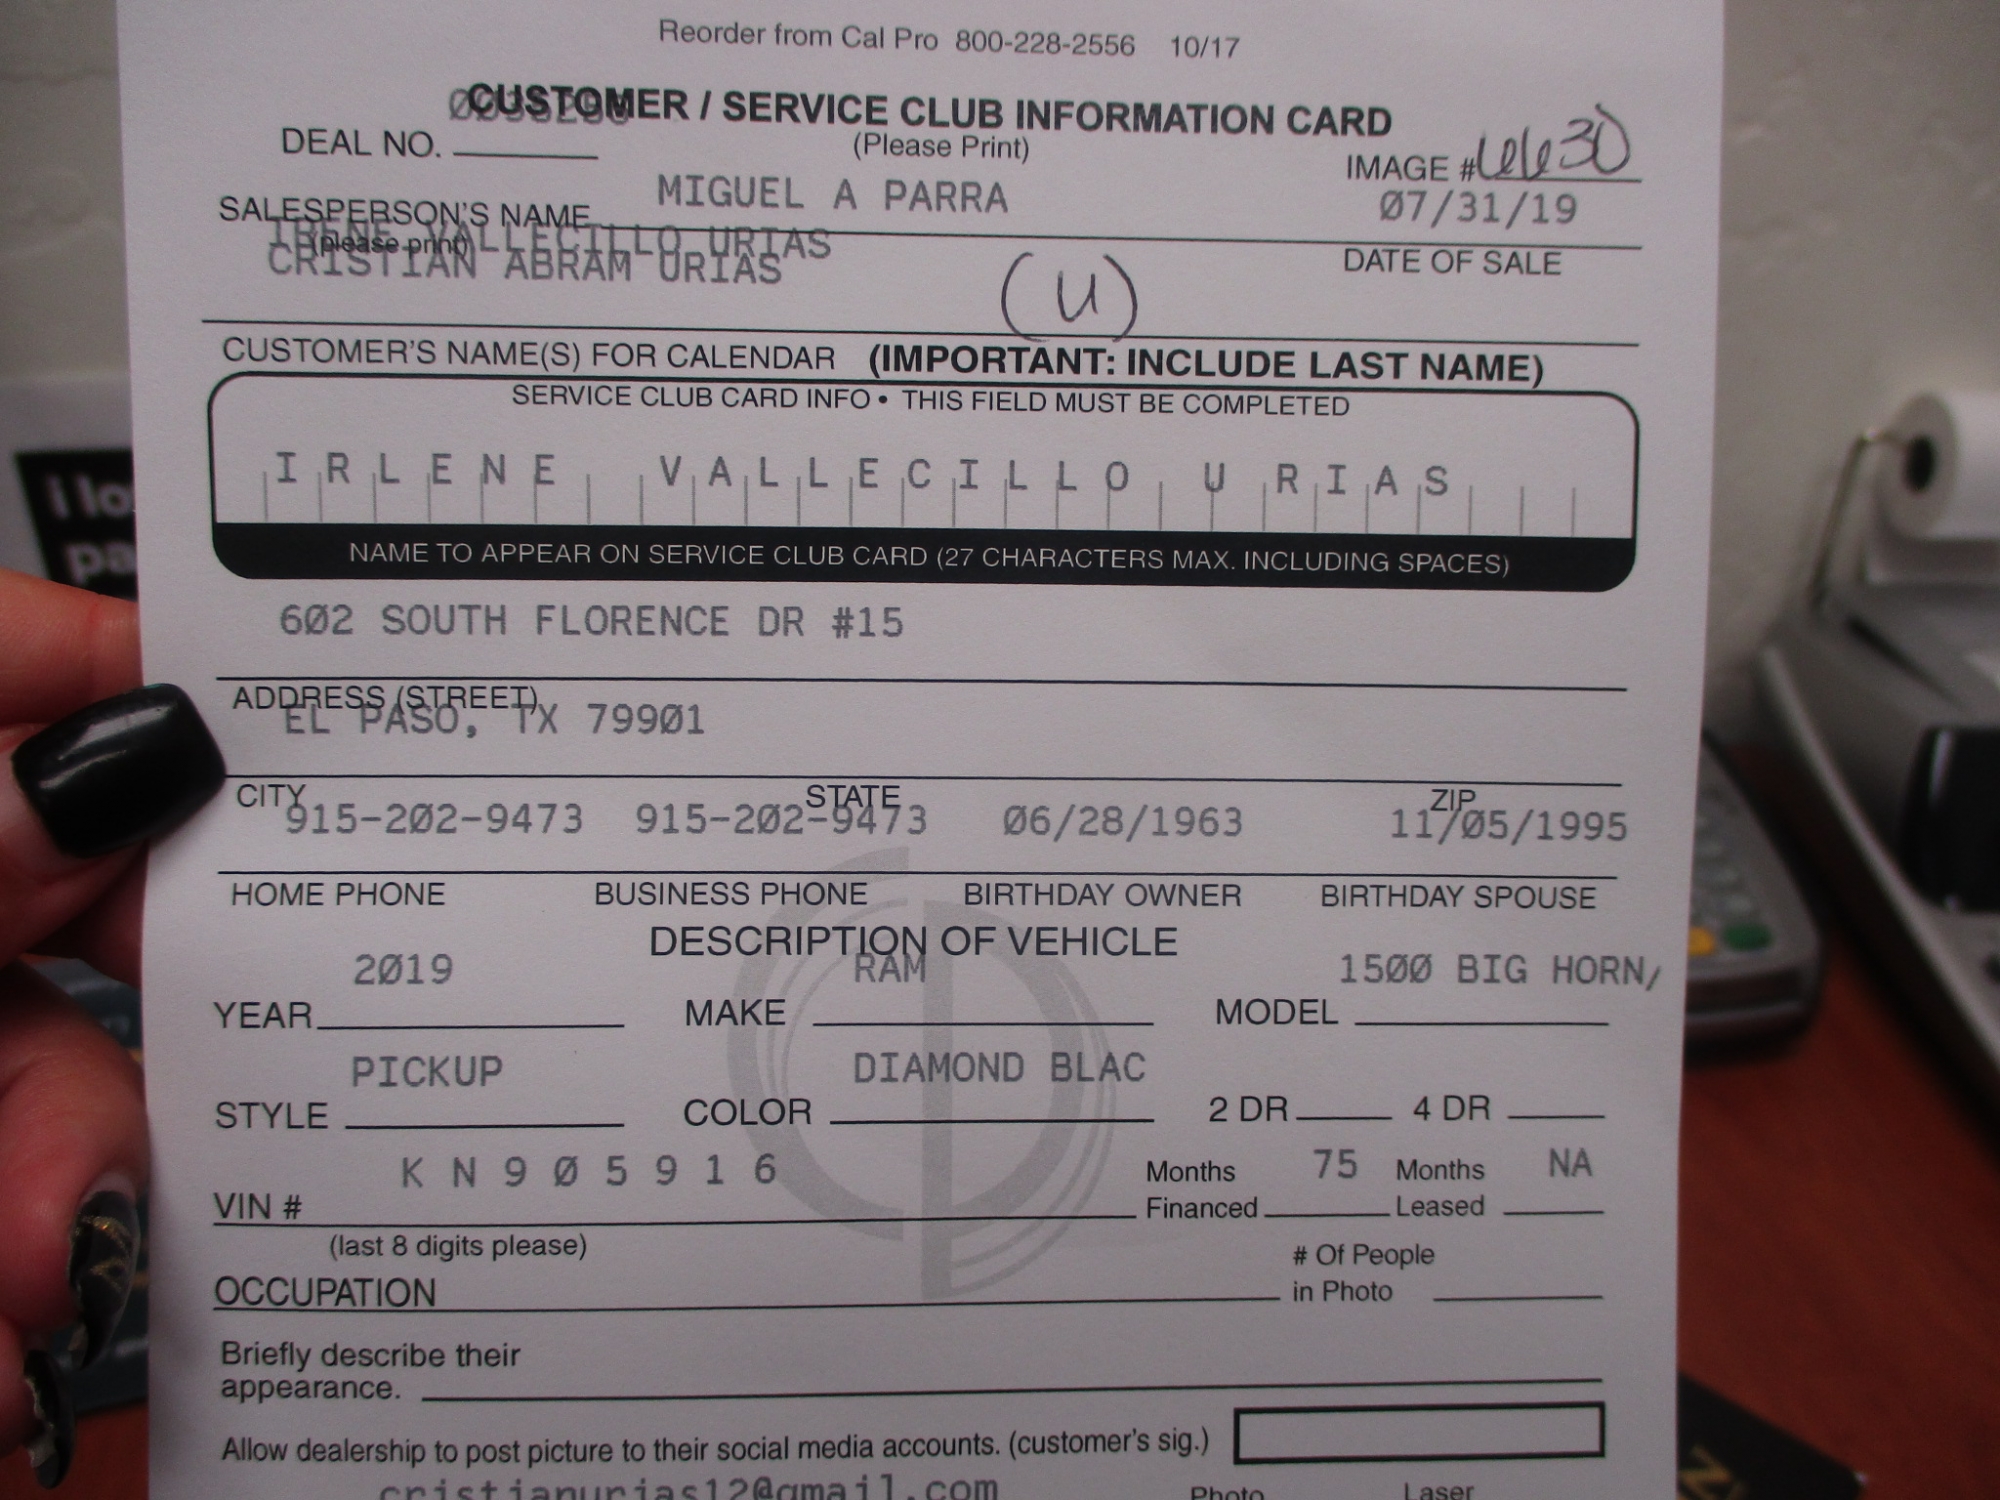 Reorder from Cal Pro 800-228-2556 10/17
CUSTOMER / SERVICE CLUB INFORMATION CARD
DEAL NO.
(Please Print)
IMAGE #
MIGUEL A PARRA
07/31/19
SALESPERSON'S NAME
(please print)
VALLECILLO URIAS
CRISTIAN ABRAM URIAS
DATE OF SALE
(U)
CUSTOMER'S NAME(S) FOR CALENDAR (IMPORTANT: INCLUDE LAST NAME)
SERVICE CLUB CARD INFO • THIS FIELD MUST BE COMPLETED
IRLENE VALLECILLO URIAS
NAME TO APPEAR ON SERVICE CLUB CARD (27 CHARACTERS MAX. INCLUDING SPACES)
602 SOUTH FLORENCE DR #15
ADDRESS (STREET)
EL PASO, TX 79901
CITY STATE ZIP
915-202-9473 915-202-9473 06/28/1963 11/05/1995
HOME PHONE BUSINESS PHONE BIRTHDAY OWNER BIRTHDAY SPOUSE
DESCRIPTION OF VEHICLE
2019 RAM 1500 BIG HORN/
YEAR MAKE MODEL
PICKUP DIAMOND BLAC
STYLE COLOR 2 DR 4 DR
KN905916
Months Financed 75 Months Leased NA
VIN #
(last 8 digits please)
# Of People in Photo
OCCUPATION
Briefly describe their
appearance.
Allow dealership to post picture to their social media accounts. (customer's sig.)
cristianurias12@gmail.com
Photo Laser
I lo
pa